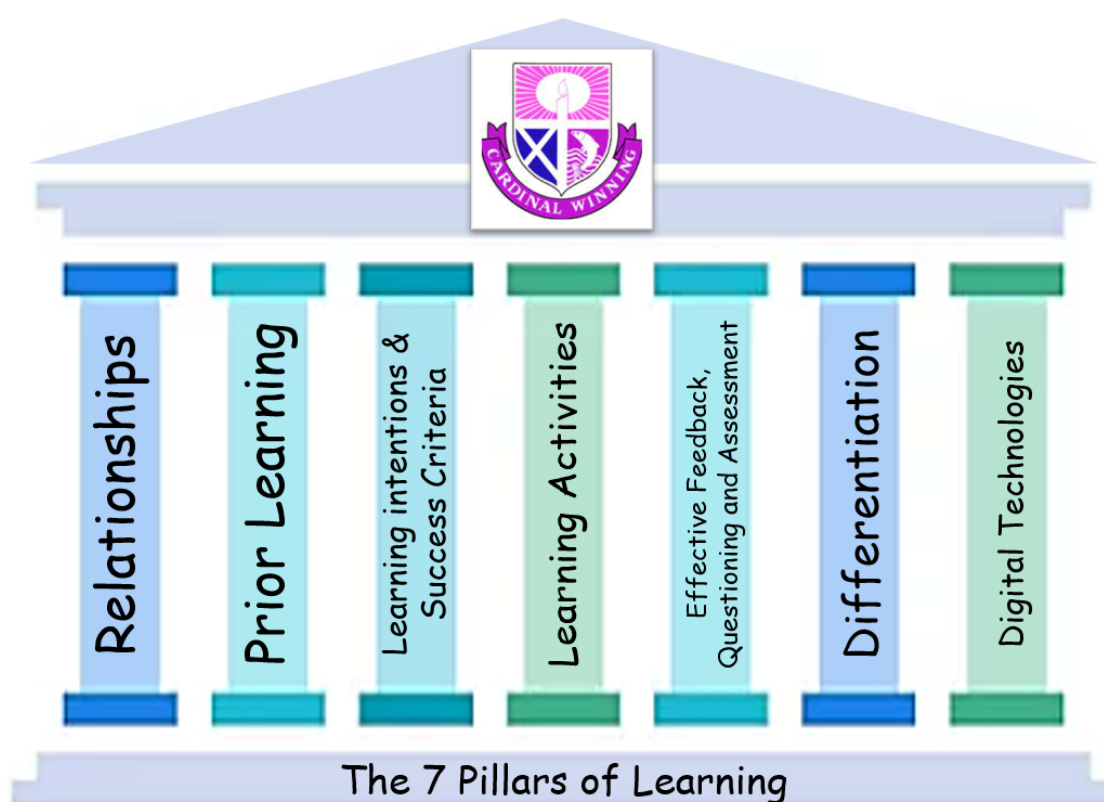 CARDINAL WINNING
Relationships
Prior Learning
Learning intentions &
Success Criteria
Learning Activities
Effective Feedback,
Questioning and Assessment
Differentiation
Digital Technologies
The 7 Pillars of Learning